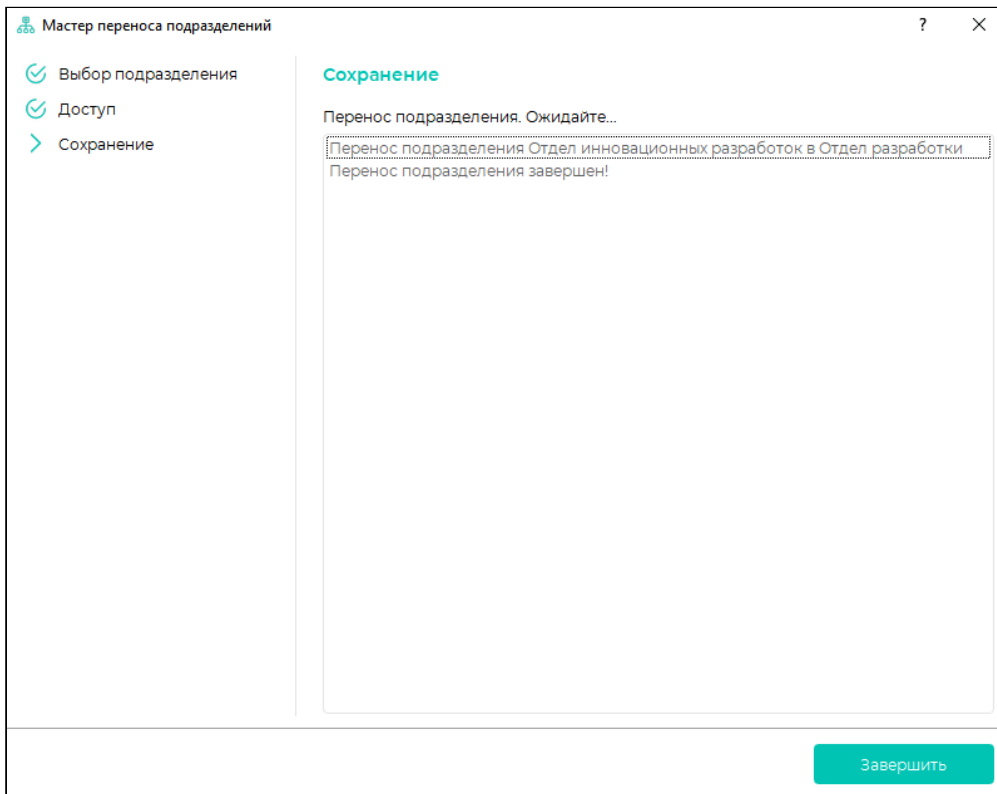 Мастер переноса подразделений
?
Выбор подразделения
Доступ
Сохранение
Сохранение
Перенос подразделения. Ожидайте...
Перенос подразделения Отдел инновационных разработок в Отдел разработки
Перенос подразделения завершен!
Завершить